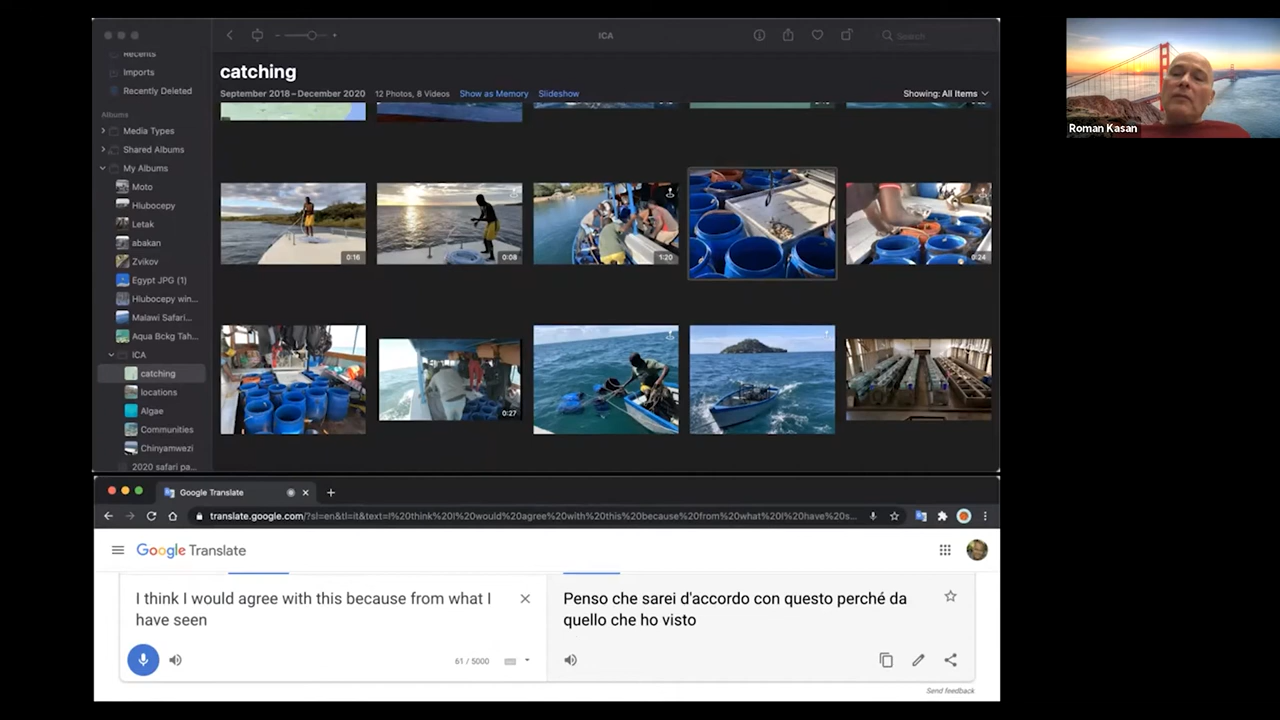 ICA
Search
Recents
Imports
Recently Deleted
Albums
Media Types
Shared Albums
My Albums
Moto
Hlubocepy
Letak
abakan
Zvikov
Egypt JPG (1)
Hlubocepy win...
Malawi Safari...
Aqua Bckg Tah...
ICA
catching
locations
Algae
Communities
Chinyamwezi
2020 safari pa...
catching
September 2018 – December 2020 12 Photos, 8 Videos Show as Memory Slideshow Showing: All Items
0:16
0:08
1:20
0:24
0:27
Roman Kasan
Google Translate
translate.google.com/?sl=en&tl=it&text=I%20think%20I%20would%20agree%20with%20this%20because%20from%20what%20I%20have%20s...
Google Translate
I think I would agree with this because from what I
have seen
61 / 5000
Penso che sarei d'accordo con questo perché da
quello che ho visto
Send feedback